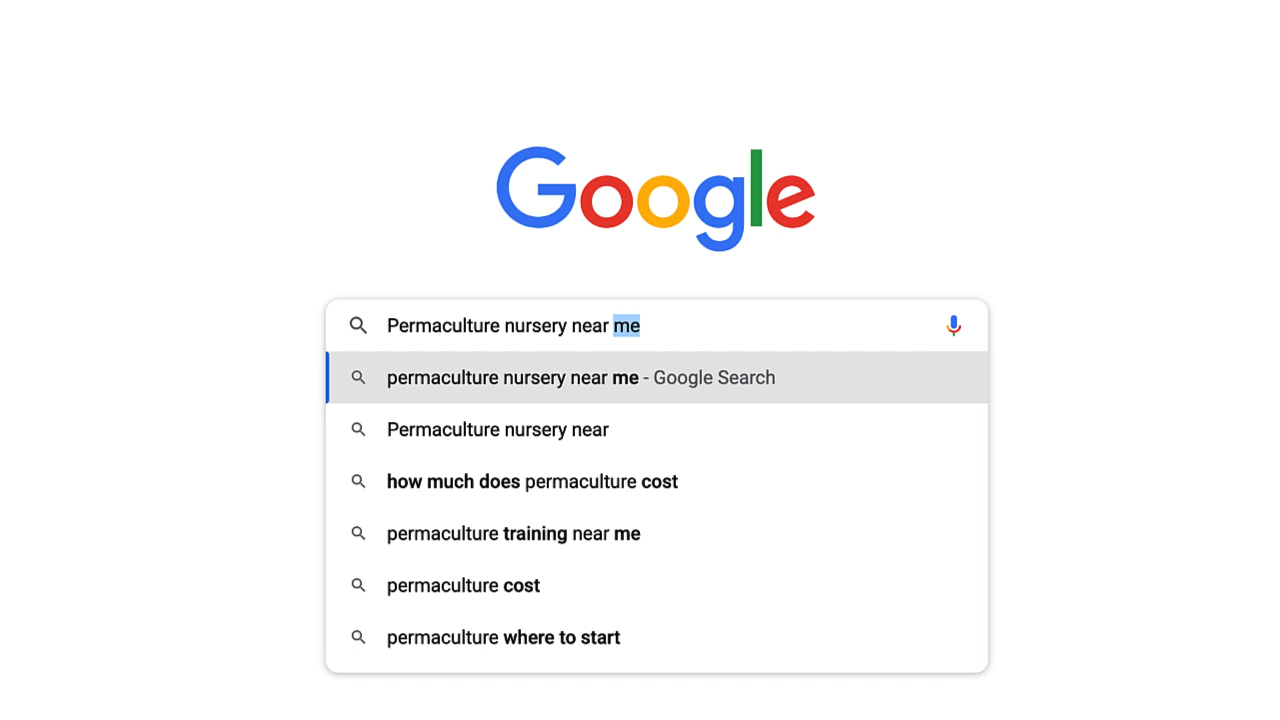 Google
Permaculture nursery near me
permaculture nursery near me - Google Search
Permaculture nursery near
how much does permaculture cost
permaculture training near me
permaculture cost
permaculture where to start